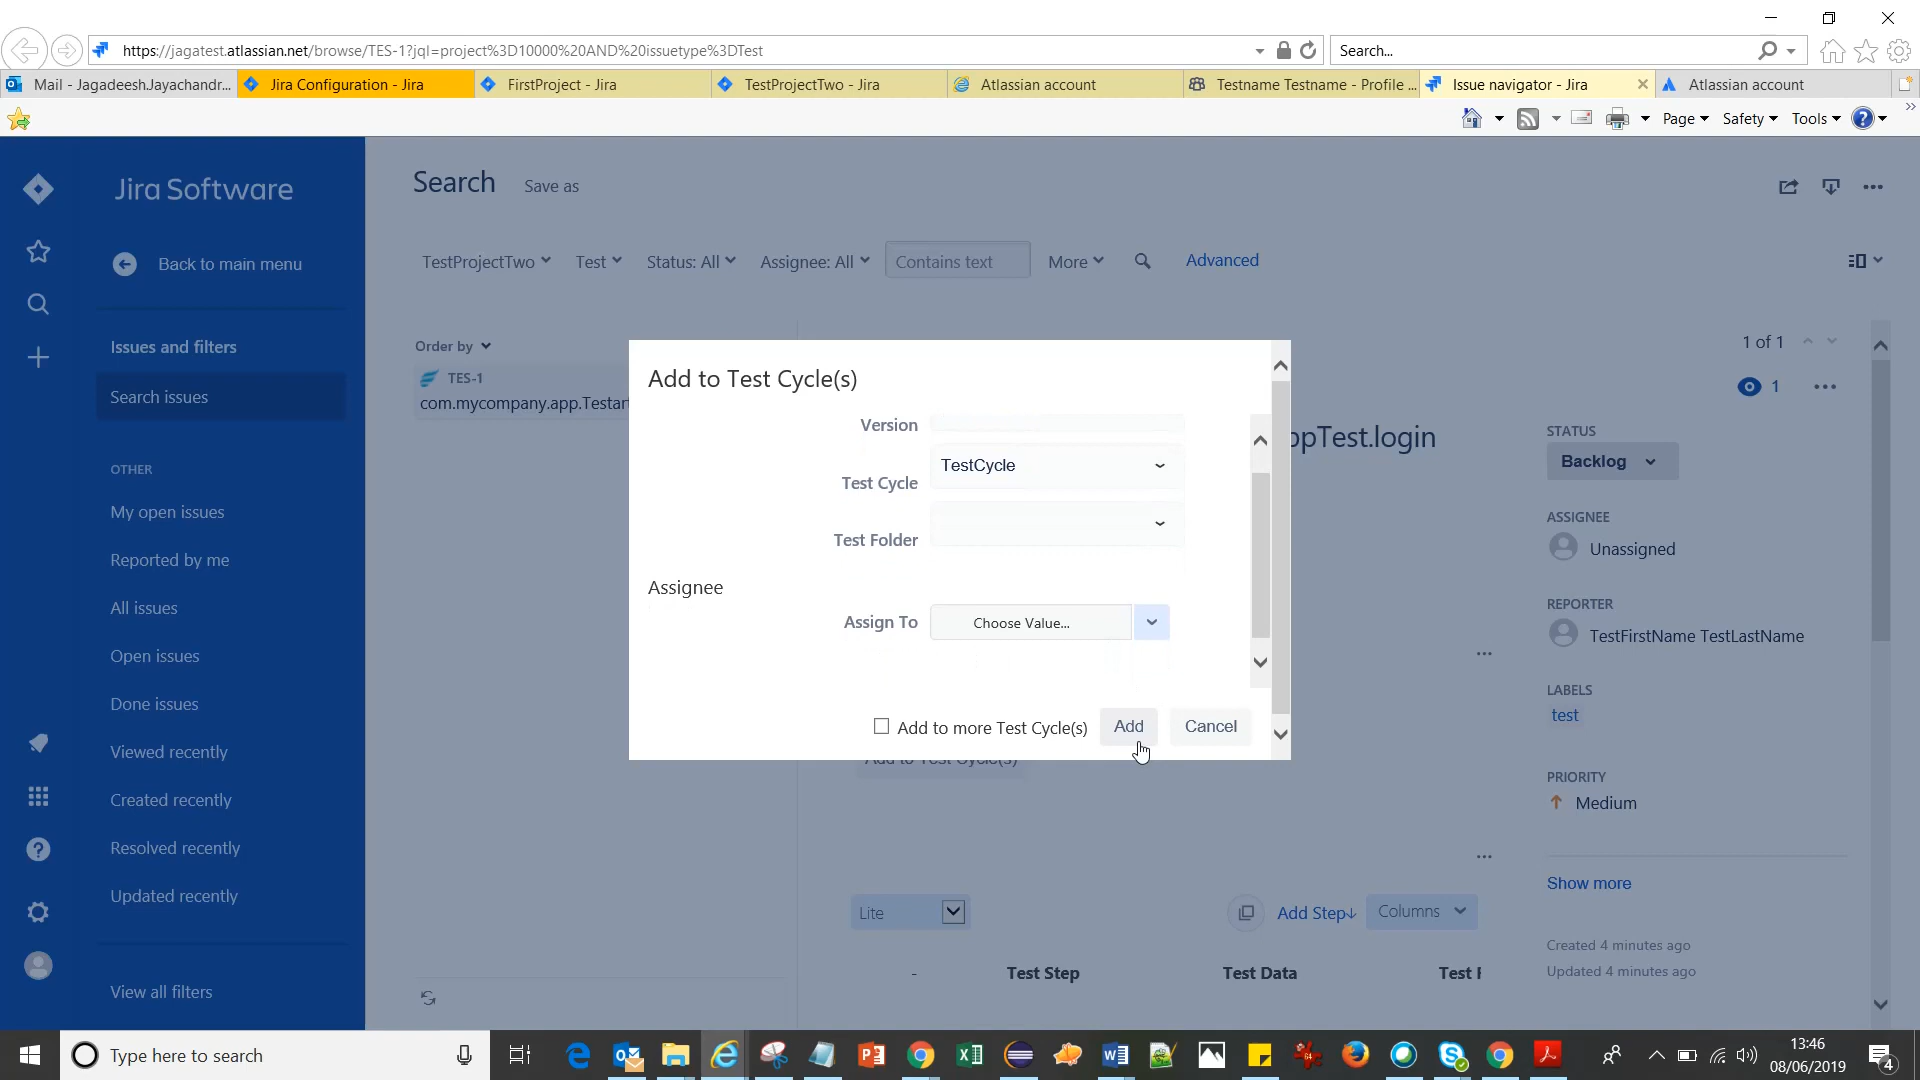 https://jagatest.atlassian.net/browse/TES-1?jql=project%3D10000%20AND%20issuetype%3DTest
Search...
Mail - Jagadeesh.Jayachandr...
Jira Configuration - Jira
FirstProject - Jira
TestProjectTwo - Jira
Atlassian account
Testname Testname - Profile ...
Issue navigator - Jira
Atlassian account
Page
Safety
Tools
Jira Software
Back to main menu
Issues and filters
Search issues
OTHER
My open issues
Reported by me
All issues
Open issues
Done issues
Viewed recently
Created recently
Resolved recently
Updated recently
View all filters
Search
Save as
TestProjectTwo
Test
Status: All
Assignee: All
Contains text
More
Advanced
Order by
TES-1
com.mycompany.app.Testart
1 of 1
1
ppTest.login
Add to Test Cycle(s)
Version
Test Cycle
TestCycle
Test Folder
Assignee
Assign To
Choose Value...
Add to more Test Cycle(s)
Add
Cancel
Add to Test Cycle(s)
Lite
Add Step
Columns
-
Test Step
Test Data
Test R
STATUS
Backlog
ASSIGNEE
Unassigned
REPORTER
TestFirstName TestLastName
LABELS
test
PRIORITY
Medium
Show more
Created 4 minutes ago
Updated 4 minutes ago
Type here to search
64
13:46
08/06/2019
4